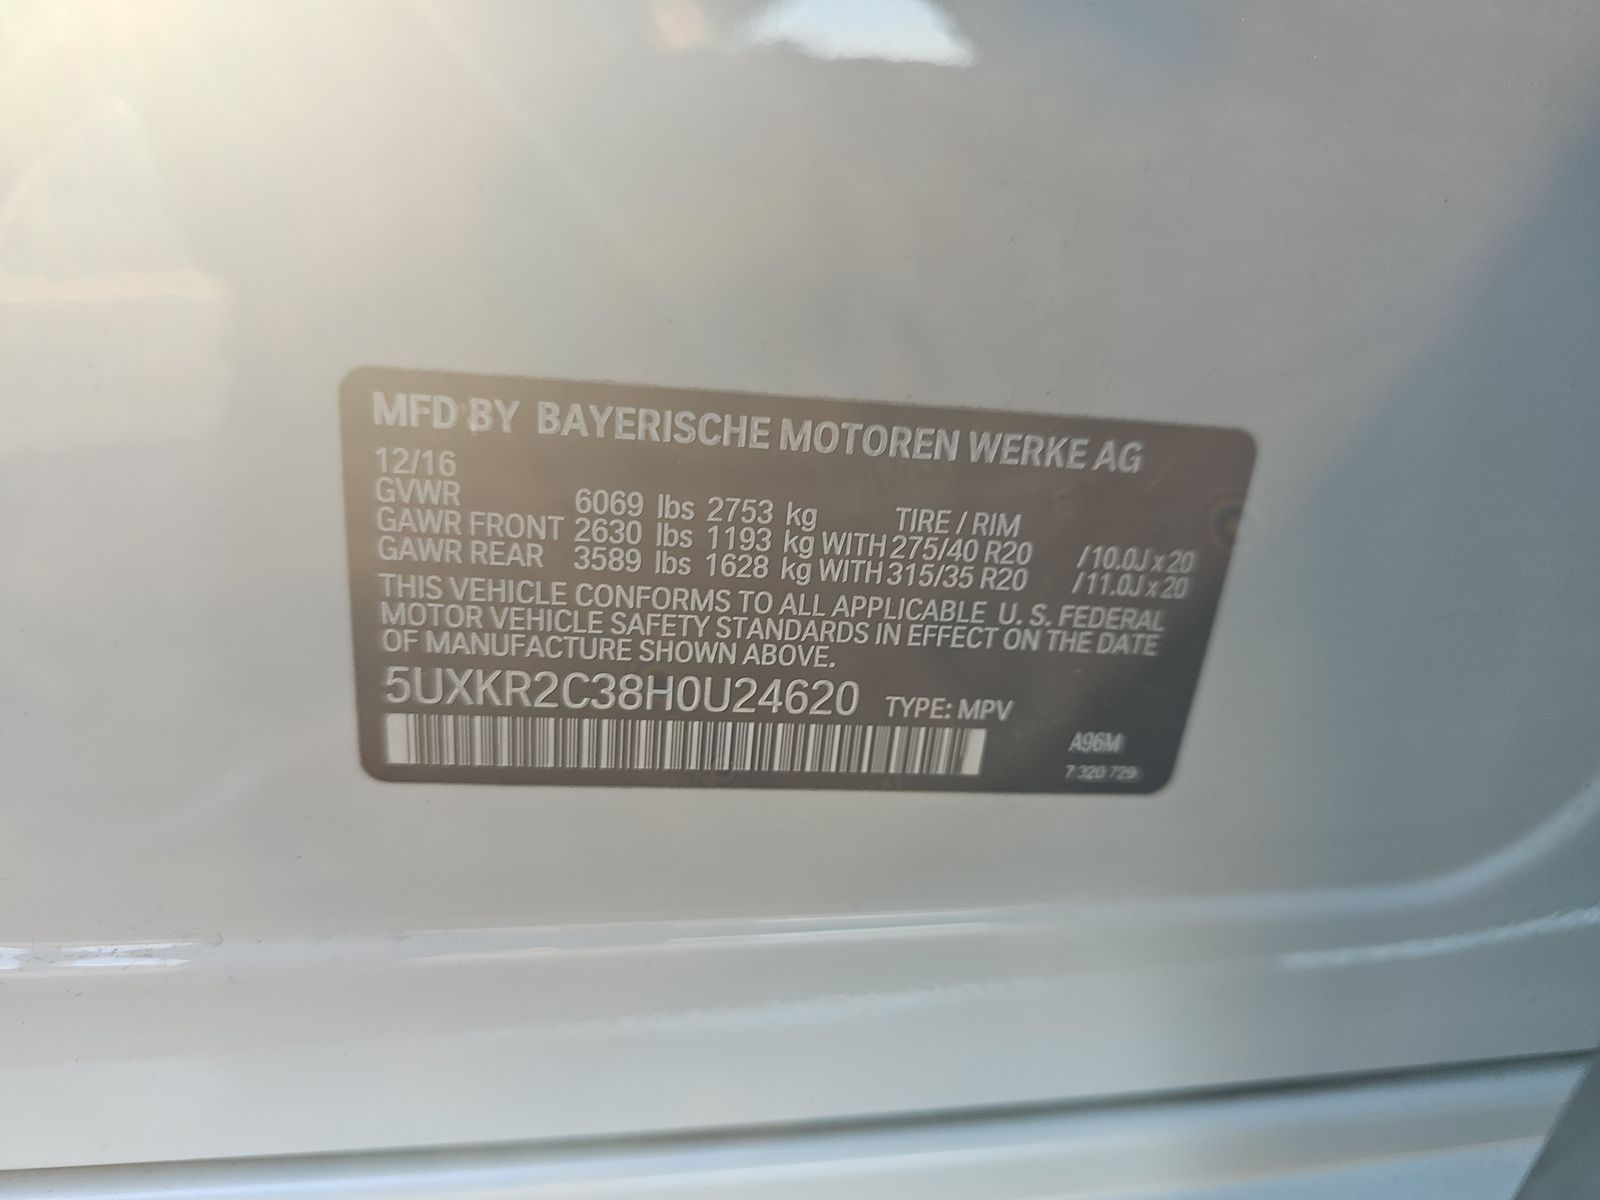 MFD BY BAYERISCHE MOTOREN WERKE AG
12/16
GVWR 6069 lbs 2753 kg TIRE / RIM
GAWR FRONT 2630 lbs 1193 kg WITH 275/40 R20 /10.0J x 20
GAWR REAR 3589 lbs 1628 kg WITH 315/35 R20 /11.0J x 20
THIS VEHICLE CONFORMS TO ALL APPLICABLE U. S. FEDERAL
MOTOR VEHICLE SAFETY STANDARDS IN EFFECT ON THE DATE
OF MANUFACTURE SHOWN ABOVE.
5UXKR2C38H0U24620 TYPE: MPV
A96M
7 320 729